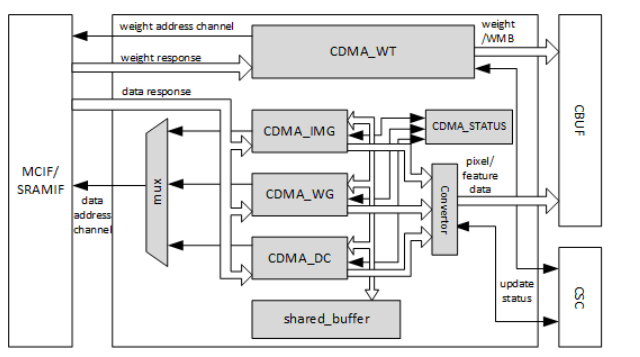 weight address channel
CDMA_WT
weight
/WMB
weight response
data response
CDMA_IMG
CDMA_STATUS
CBUF
MCIF/
SRAMIF
mux
CDMA_WG
Convertor
pixel/
feature
data
data
address
channel
CDMA_DC
update
status
CSC
shared_buffer